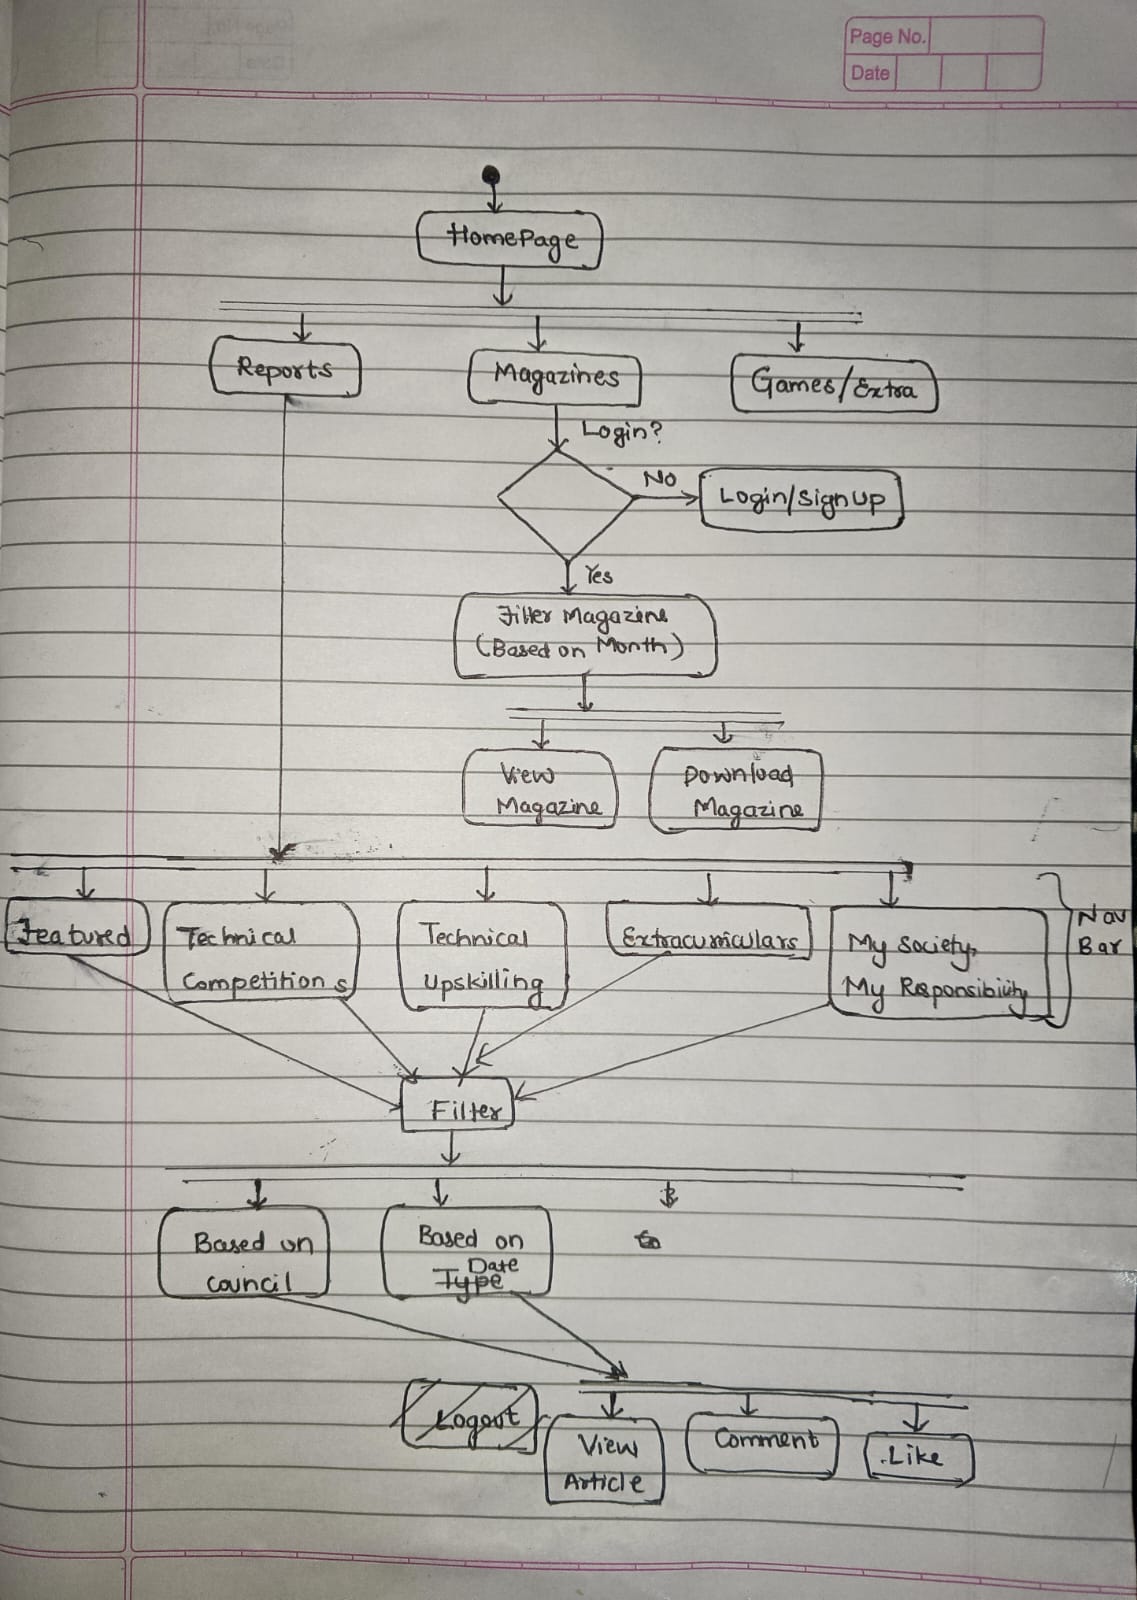 Page No.
Date
HomePage
Reports
Magazines
Games/Extra
Login?
No
Login/SignUp
Yes
Filter Magazine
(Based on Month)
View
Magazine
Download
Magazine
Featured
Technical
Competitions
Technical
Upskilling
Extracurriculars
My Society,
My Responsibility
Nav
Bar
Filter
Based on
Council
Based on
Date
Type
Logout
View
Article
Comment
Like